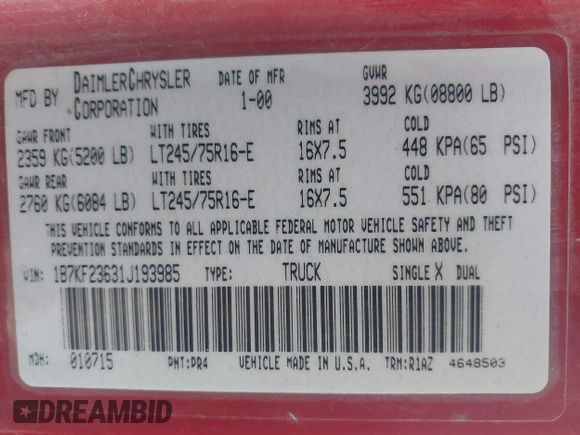 MFD BY DAIMLERCHRYSLER CORPORATION DATE OF MFR 1-00 GVWR 3992 KG(08800 LB)
GAWR FRONT WITH TIRES RIMS AT COLD
2359 KG(5200 LB) LT245/75R16-E 16X7.5 448 KPA(65 PSI)
GAWR REAR WITH TIRES RIMS AT COLD
2760 KG(6084 LB) LT245/75R16-E 16X7.5 551 KPA(80 PSI)
THIS VEHICLE CONFORMS TO ALL APPLICABLE FEDERAL MOTOR VEHICLE SAFETY AND THEFT
PREVENTION STANDARDS IN EFFECT ON THE DATE OF MANUFACTURE SHOWN ABOVE.
VIN: 1B7KF23631J193985 TYPE: TRUCK SINGLE X DUAL
MDH: 010715 PNT:PR4 VEHICLE MADE IN U.S.A. TRM:R1AZ 4648503
DREAMBID